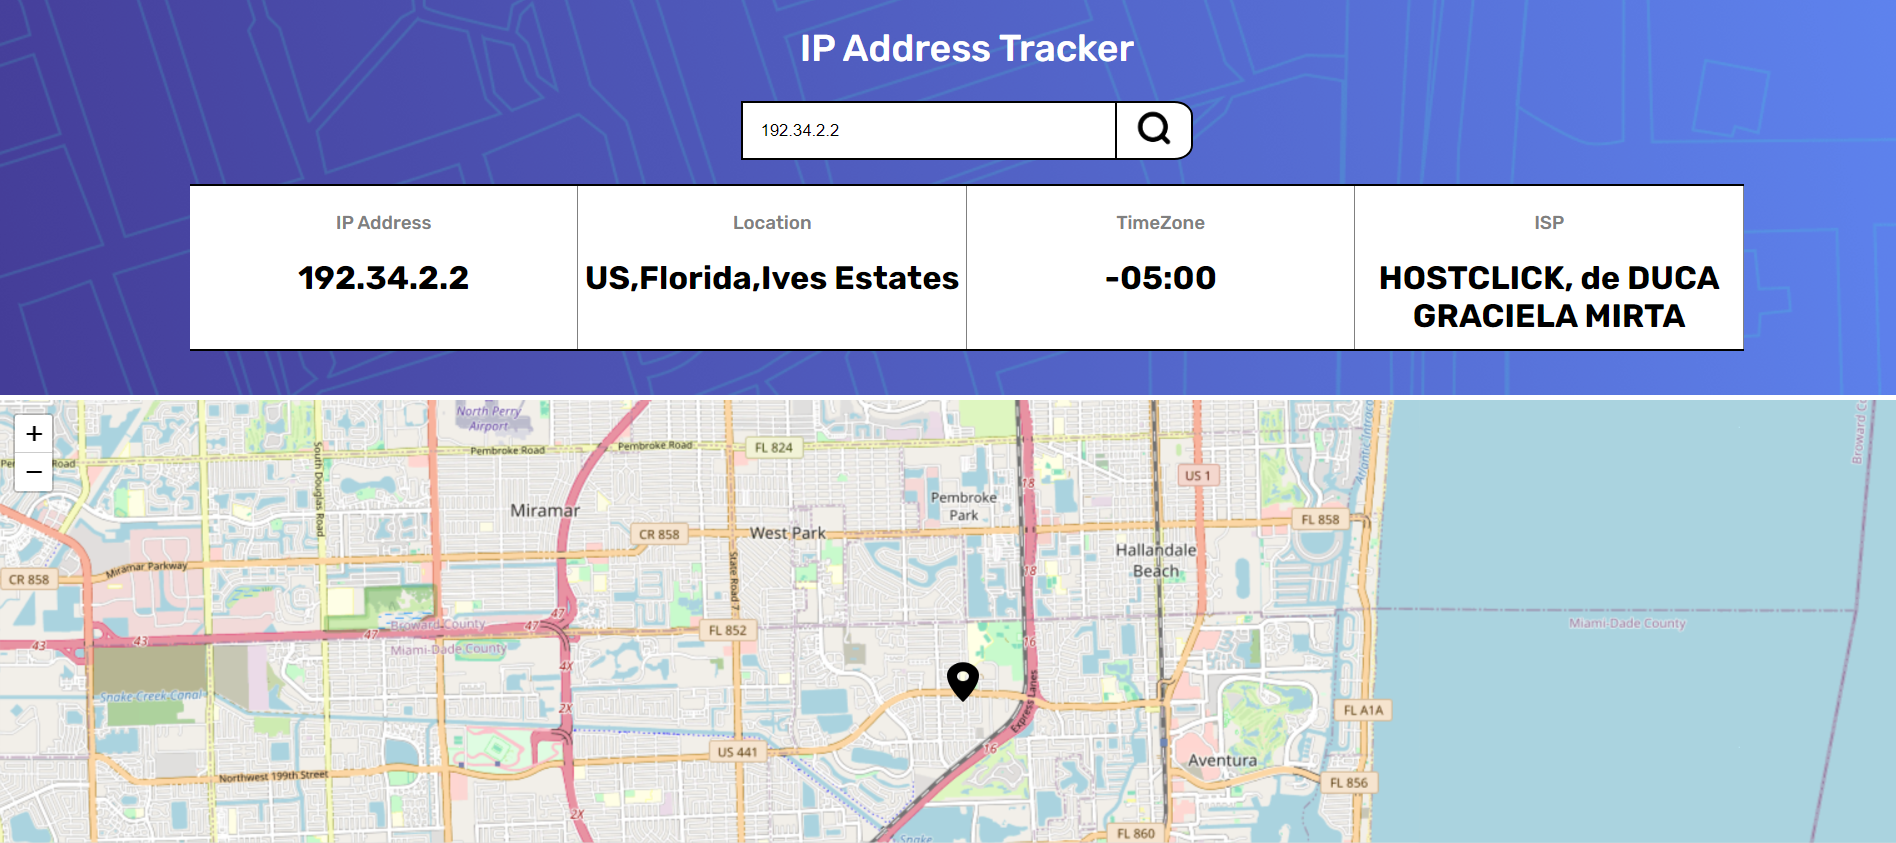 IP Address Tracker
192.34.2.2
IP Address
192.34.2.2
Location
US,Florida,Ives Estates
TimeZone
-05:00
ISP
HOSTCLICK, de DUCA
GRACIELA MIRTA
+
−
North Perry
Airport
Pembroke Road
Pembroke Road
FL 824
Road
South Douglas Road
US 1
Atlantic
Broward
18
Pembroke
Park
Miramar
CR 858
West Park
FL 858
Hallandale
Beach
State Road 7
Miramar Parkway
CR 858
18
47
47
47
Broward County
Miami-Dade County
FL 852
43
43
16
Miami-Dade County
4X
Snake Creek Canal
2X
Express Lanes
FL A1A
16
US 441
Aventura
Northwest 199th Street
FL 856
2X
FL 860
Snake